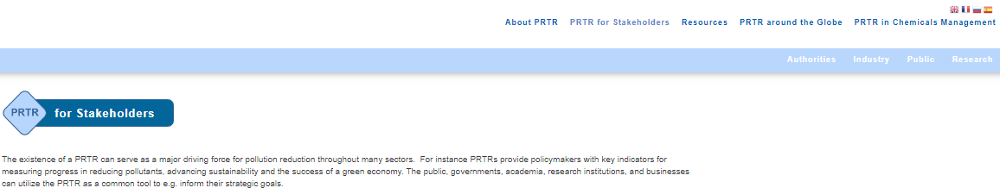 About PRTR PRTR for Stakeholders Resources PRTR around the Globe PRTR in Chemicals Management
Authorities Industry Public Research
PRTR for Stakeholders
The existence of a PRTR can serve as a major driving force for pollution reduction throughout many sectors.  For instance PRTRs provide policymakers with key indicators for
measuring progress in reducing pollutants, advancing sustainability and the success of a green economy. The public, governments, academia, research institutions, and businesses
can utilize the PRTR as a common tool to e.g. inform their strategic goals.